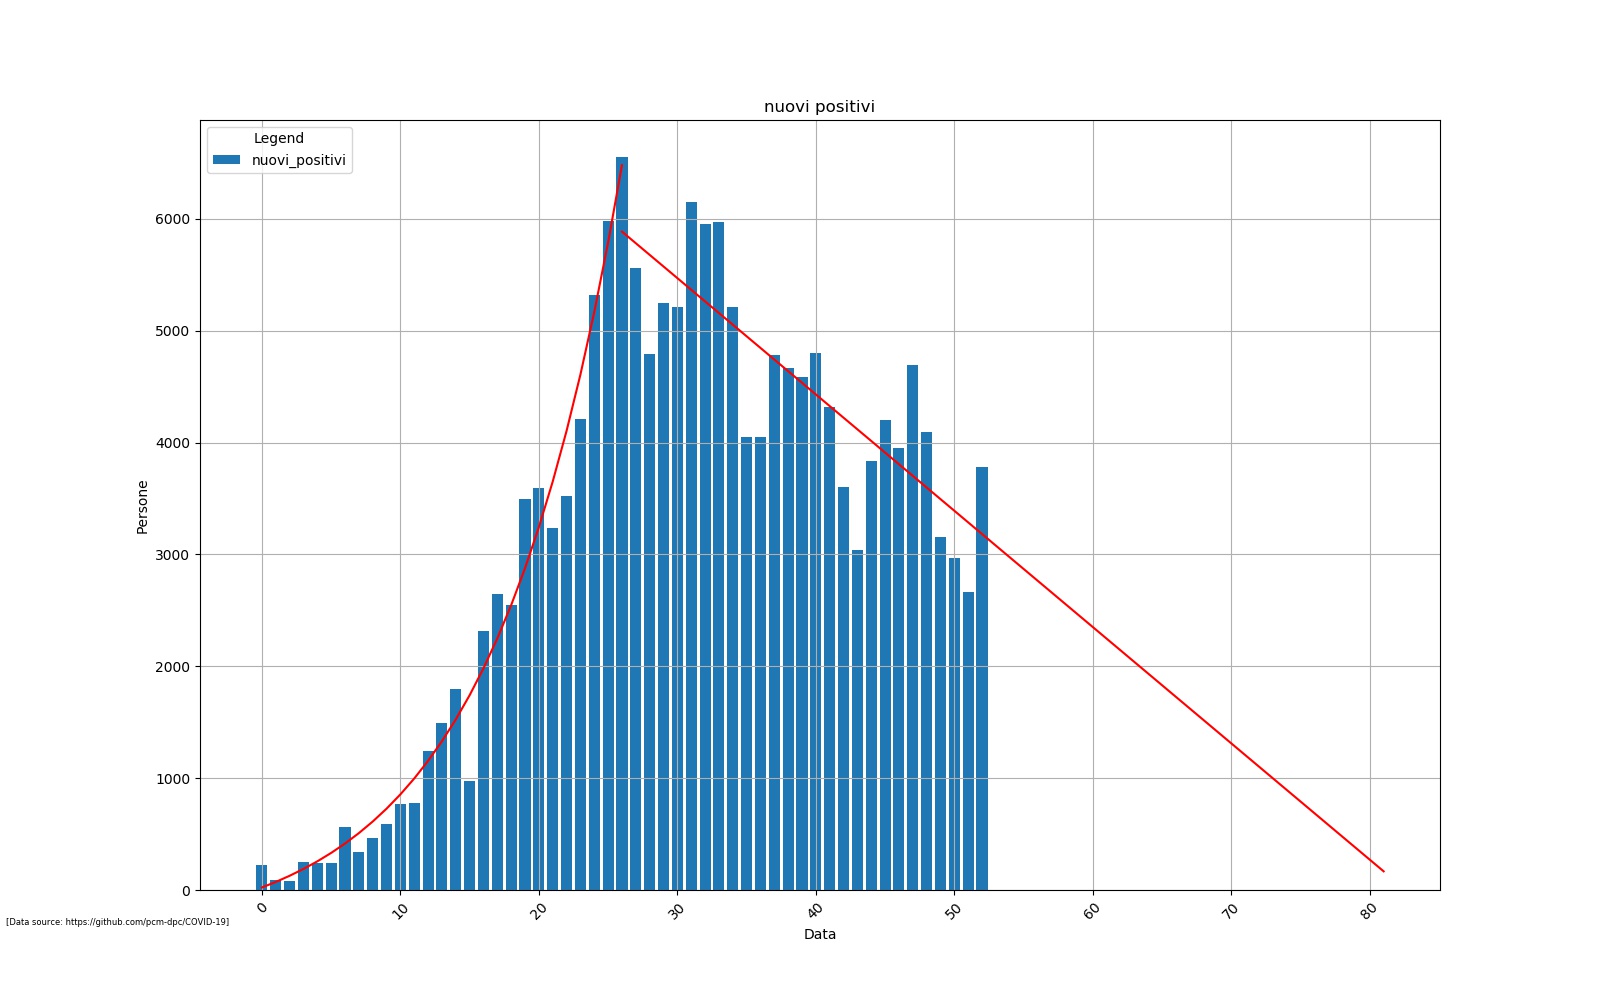 nuovi positivi
Legend
nuovi_positivi
6000
5000
4000
3000
2000
1000
0
Persone
0 10 20 30 40 50 60 70 80
Data
[Data source: https://github.com/pcm-dpc/COVID-19]